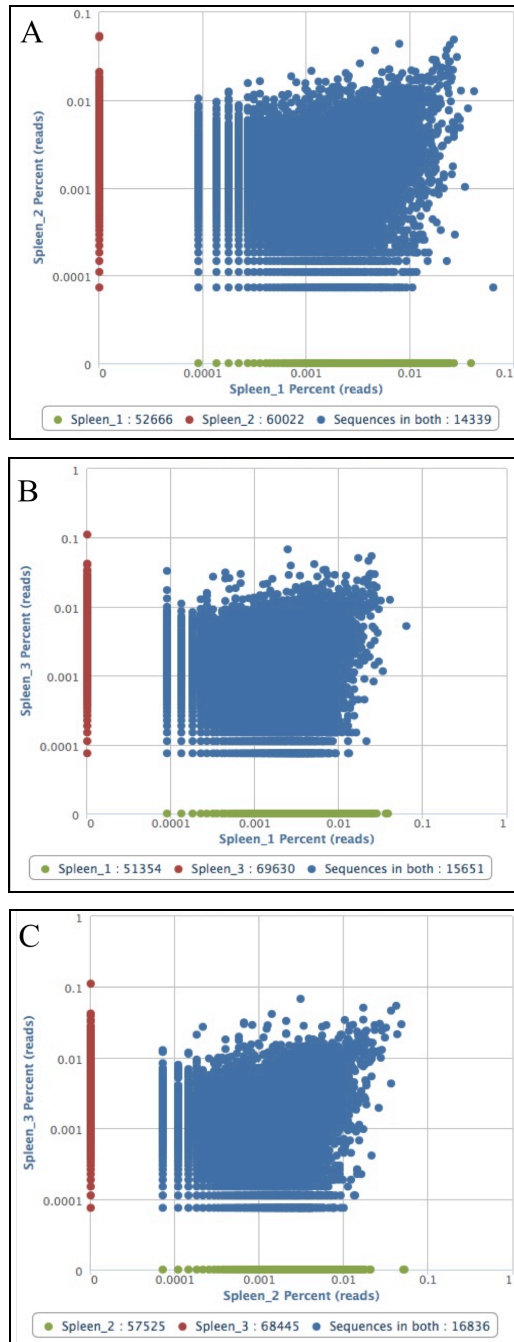 A
0.1
0.01
0.001
0.0001
0
Spleen_2 Percent (reads)
0 0.0001 0.001 0.01 0.1
Spleen_1 Percent (reads)
Spleen_1 : 52666 Spleen_2 : 60022 Sequences in both : 14339
B
1
0.1
0.01
0.001
0.0001
0
Spleen_3 Percent (reads)
0 0.0001 0.001 0.01 0.1 1
Spleen_1 Percent (reads)
Spleen_1 : 51354 Spleen_3 : 69630 Sequences in both : 15651
C
1
0.1
0.01
0.001
0.0001
0
Spleen_3 Percent (reads)
0 0.0001 0.001 0.01 0.1 1
Spleen_2 Percent (reads)
Spleen_2 : 57525 Spleen_3 : 68445 Sequences in both : 16836